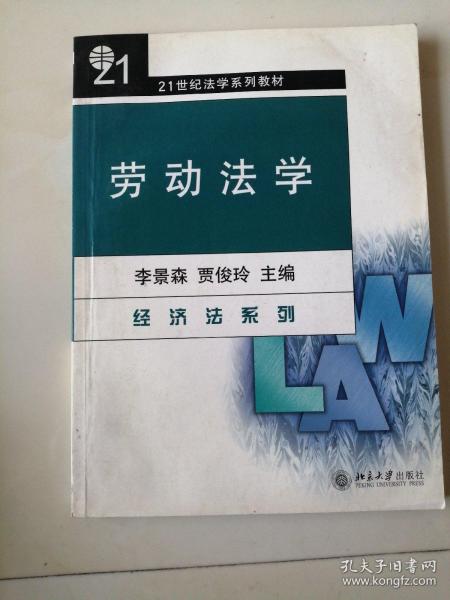 21
21世纪法学系列教材
劳动法学
李景森 贾俊玲 主编
经济法系列
LAW
北京大学出版社
PEKING UNIVERSITY PRESS
孔夫子旧书网
www.kongfz.com